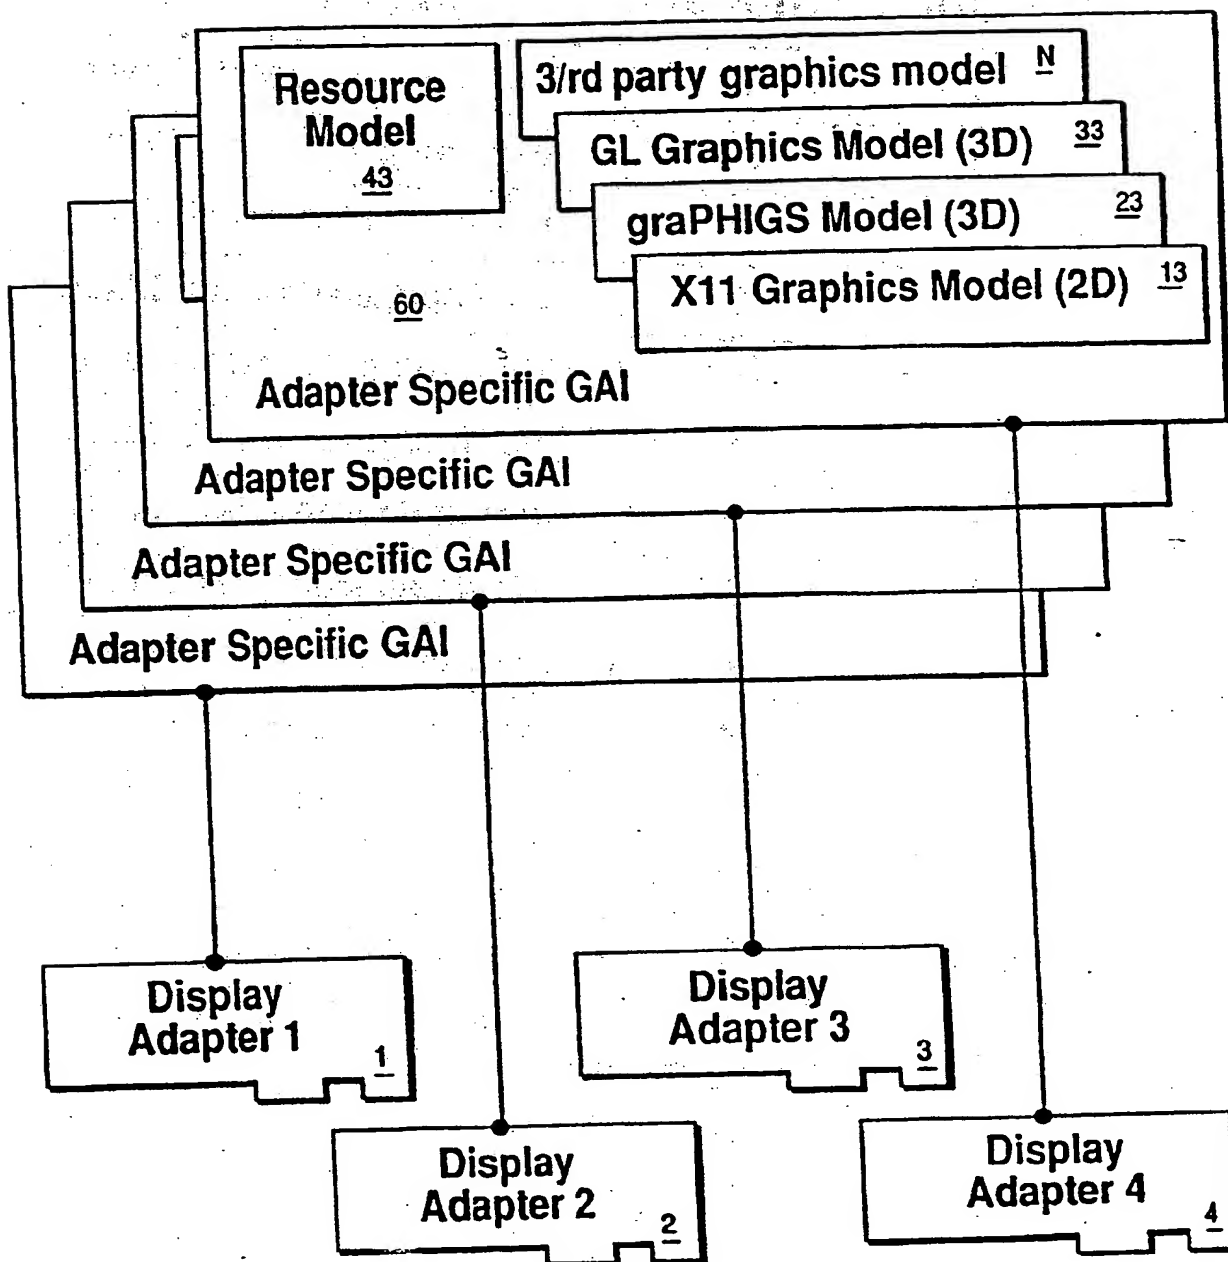 Resource
Model
43
3/rd party graphics model N
GL Graphics Model (3D) 33
graPHIGS Model (3D) 23
X11 Graphics Model (2D) 13
60
Adapter Specific GAI
Adapter Specific GAI
Adapter Specific GAI
Adapter Specific GAI
Display
Adapter 1
1
Display
Adapter 3
3
Display
Adapter 2
2
Display
Adapter 4
4